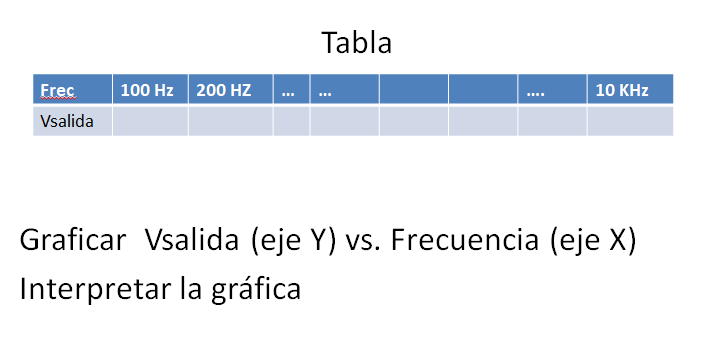 Tabla
Frec 100 Hz 200 HZ ... ... .... 10 KHz
Vsalida
Graficar Vsalida (eje Y) vs. Frecuencia (eje X)
Interpretar la gráfica